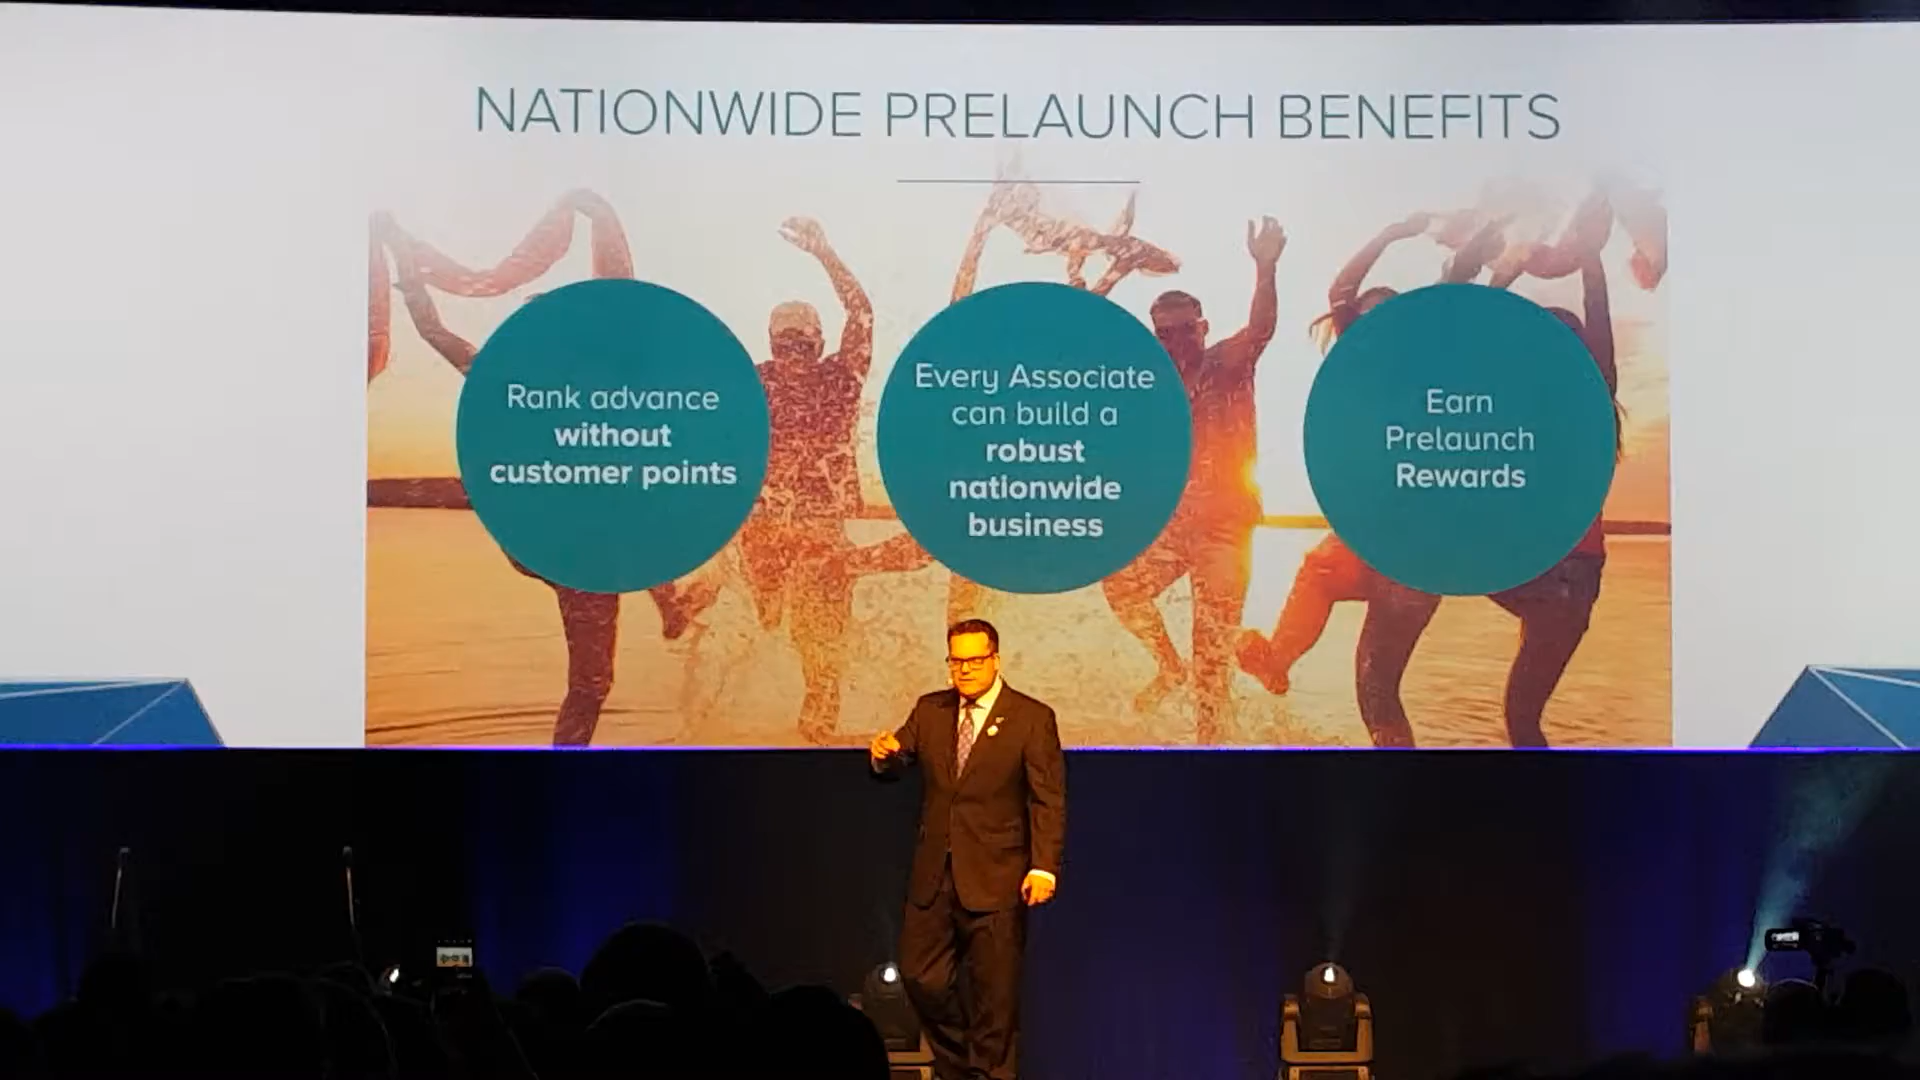 NATIONWIDE PRELAUNCH BENEFITS
Rank advance
without
customer points
Every Associate
can build a
robust
nationwide
business
Earn
Prelaunch
Rewards